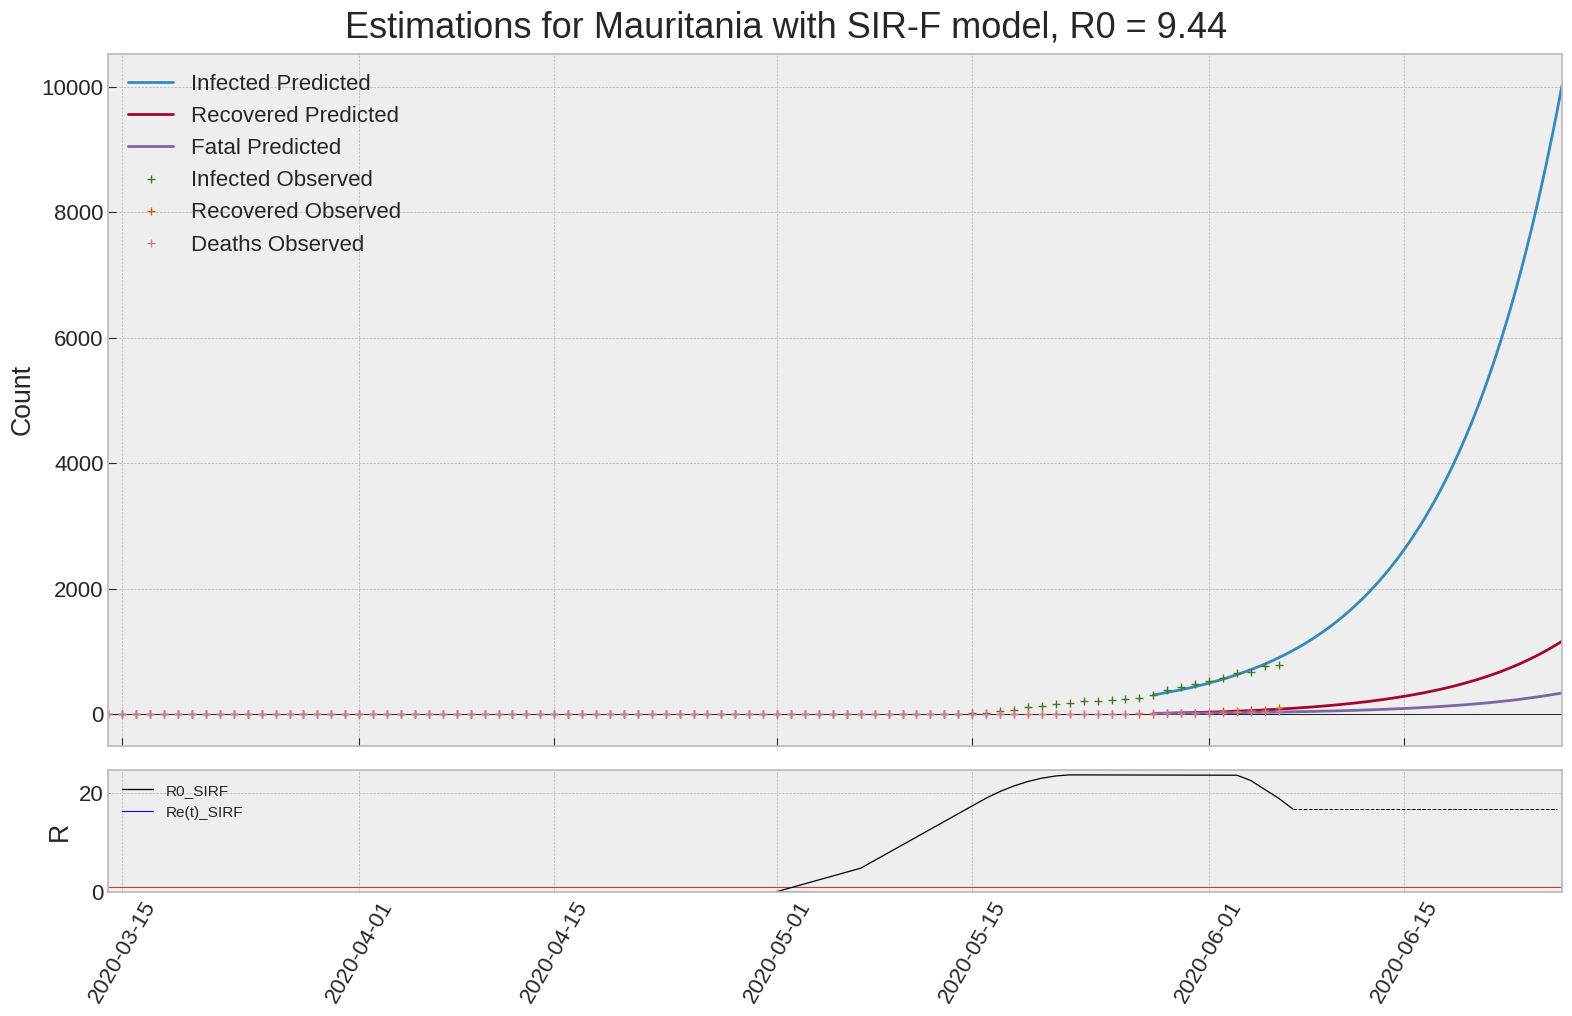 Estimations for Mauritania with SIR-F model, R0 = 9.44
Infected Predicted
Recovered Predicted
Fatal Predicted
Infected Observed
Recovered Observed
Deaths Observed
Count
10000
8000
6000
4000
2000
0
R0_SIRF
Re(t)_SIRF
R
20
0
2020-03-15
2020-04-01
2020-04-15
2020-05-01
2020-05-15
2020-06-01
2020-06-15